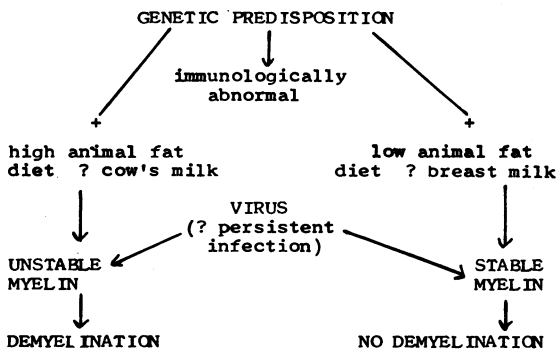 GENETIC PREDISPOSITION
immunologically
abnormal
+
+
high animal fat
diet ? cow's milk
low animal fat
diet ? breast milk
VIRUS
(? persistent
infection)
UNSTABLE
MYELIN
STABLE
MYELIN
DEMYELINATION
NO DEMYELINATION